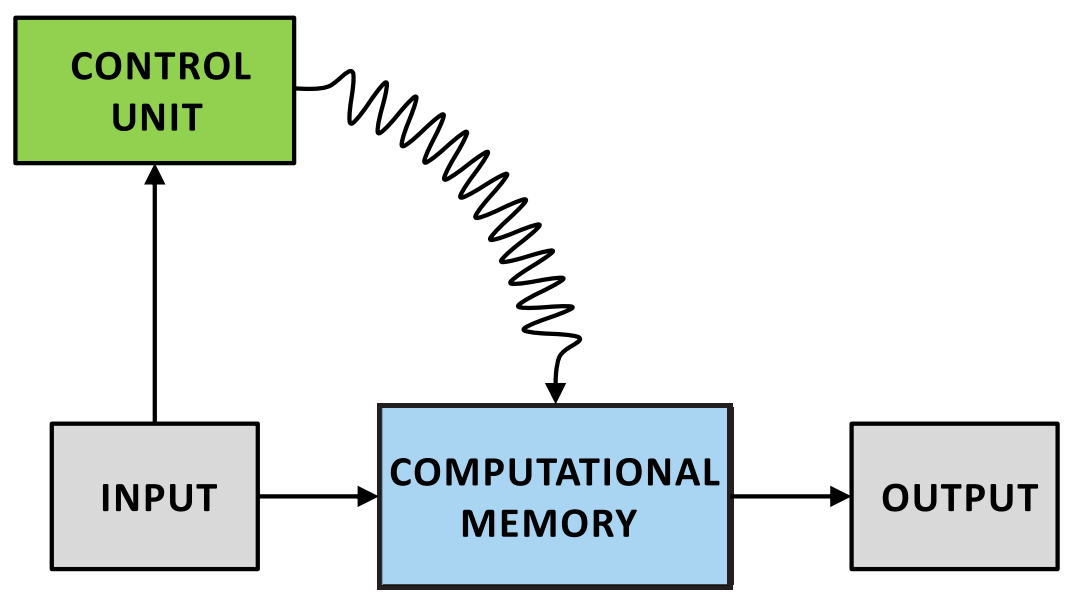 CONTROL
UNIT
INPUT
COMPUTATIONAL
MEMORY
OUTPUT